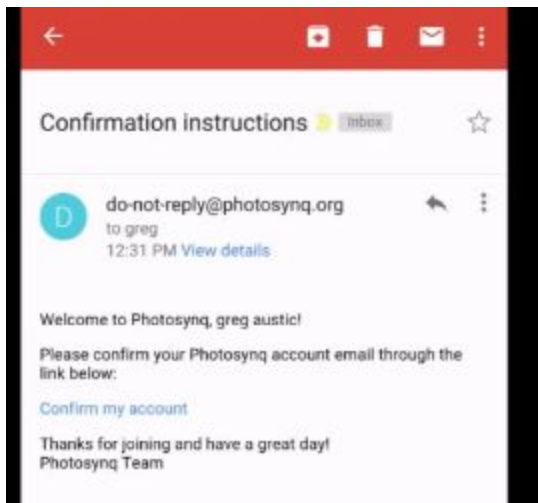 Confirmation instructions Inbox
D
do-not-reply@photosynq.org
to greg
12:31 PM View details
Welcome to Photosynq, greg austic!
Please confirm your Photosynq account email through the
link below:
Confirm my account
Thanks for joining and have a great day!
Photosynq Team